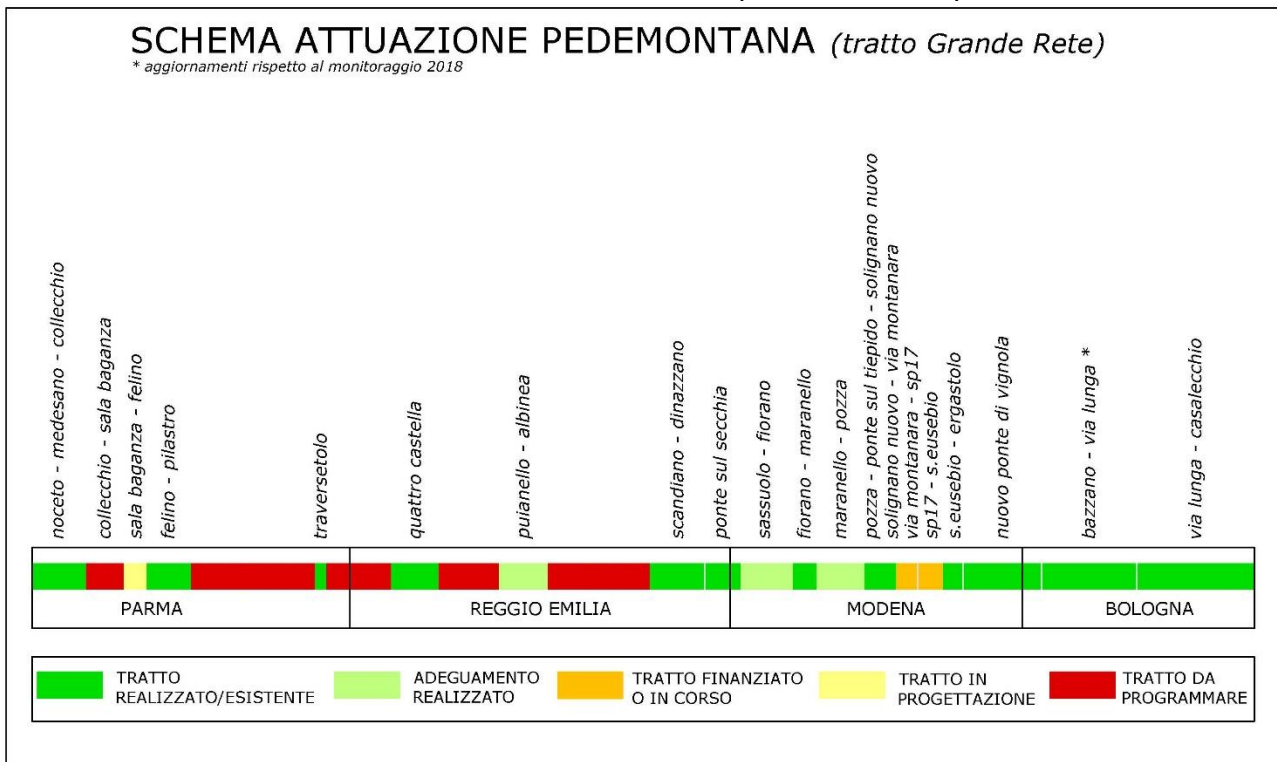 SCHEMA ATTUAZIONE PEDEMONTANA (tratto Grande Rete)
* aggiornamenti rispetto al monitoraggio 2018
noceto - medesano - collecchio
collecchio - sala baganza
sala baganza - felino
felino - pilastro
traversetolo
quattro castella
puianello - albinea
scandiano - dinazzano
ponte sul secchia
sassuolo - fiorano
fiorano - maranello
maranello - pozza
pozza - ponte sul tiepido - solignano nuovo
solignano nuovo - via montanara
via montanara - sp17
sp17 - s.eusebio
s.eusebio - ergastolo
nuovo ponte di vignola
bazzano - via lunga *
via lunga - casalecchio
PARMA
REGGIO EMILIA
MODENA
BOLOGNA
TRATTO
REALIZZATO/ESISTENTE
ADEGUAMENTO
REALIZZATO
TRATTO FINANZIATO
O IN CORSO
TRATTO IN
PROGETTAZIONE
TRATTO DA
PROGRAMMARE